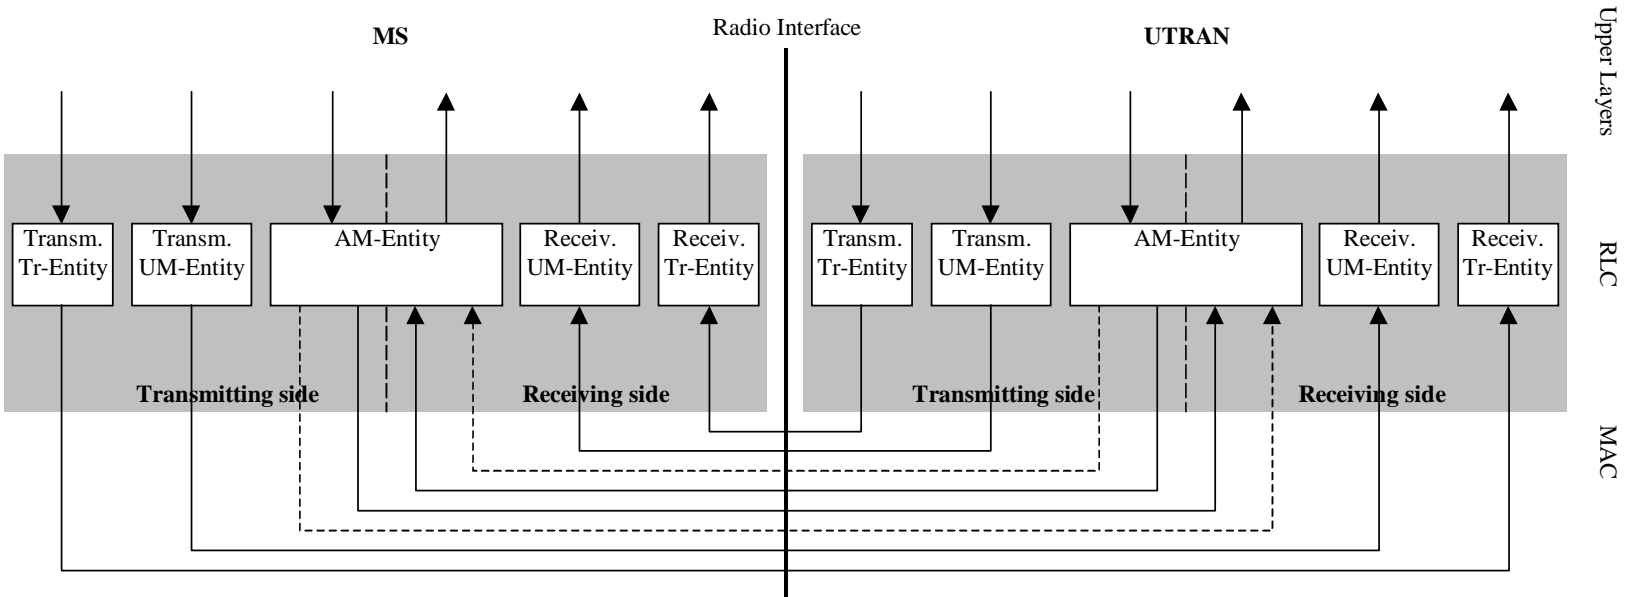 Radio Interface
MS
UTRAN
Upper Layers
Transm.
Tr-Entity
Transm.
UM-Entity
AM-Entity
Receiv.
UM-Entity
Receiv.
Tr-Entity
Transm.
Tr-Entity
Transm.
UM-Entity
AM-Entity
Receiv.
UM-Entity
Receiv.
Tr-Entity
RLC
Transmitting side
Receiving side
Transmitting side
Receiving side
MAC